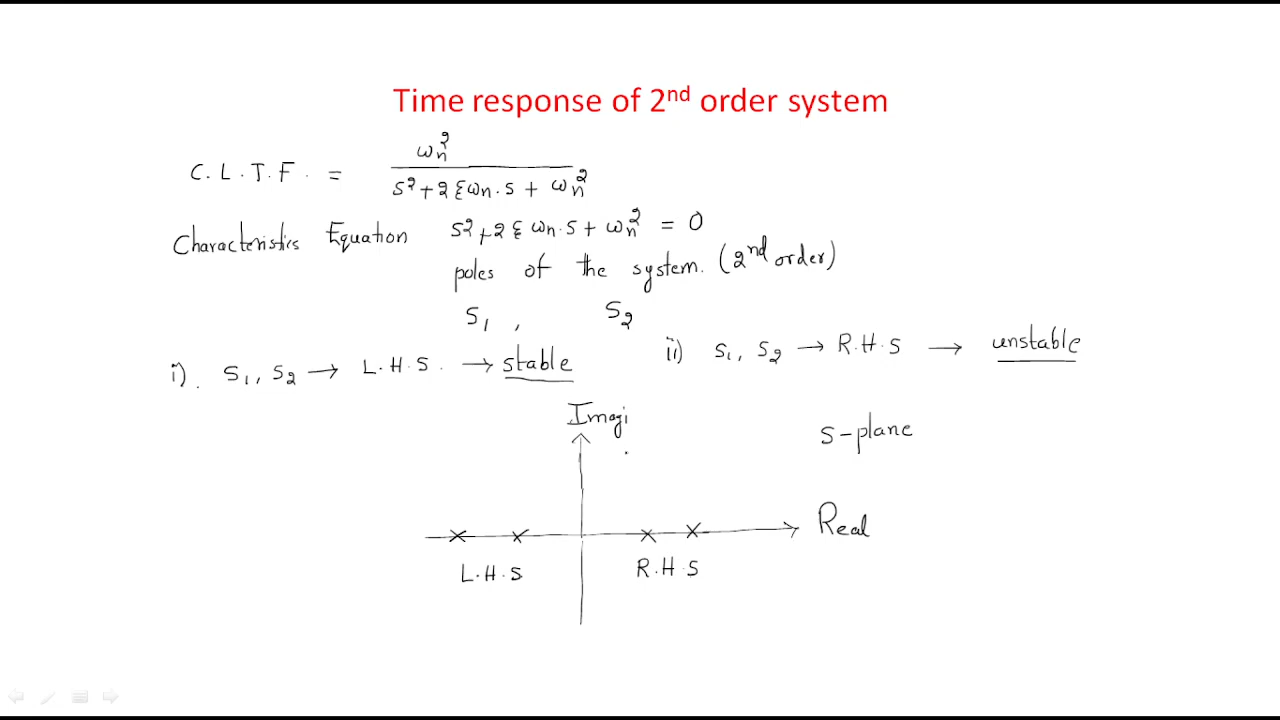 Time response of 2nd order system
C.L.T.F. = ωn² / s²+2ξωn.s + ωn²
Characteristics Equation s²+2ξωn.s + ωn² = 0
poles of the system. (2nd order)
S1 , S2
i). S1, S2 → L.H.S. → stable
ii) S1, S2 → R.H.S → unstable
Imagi
S-plane
Real
L.H.S
R.H.S